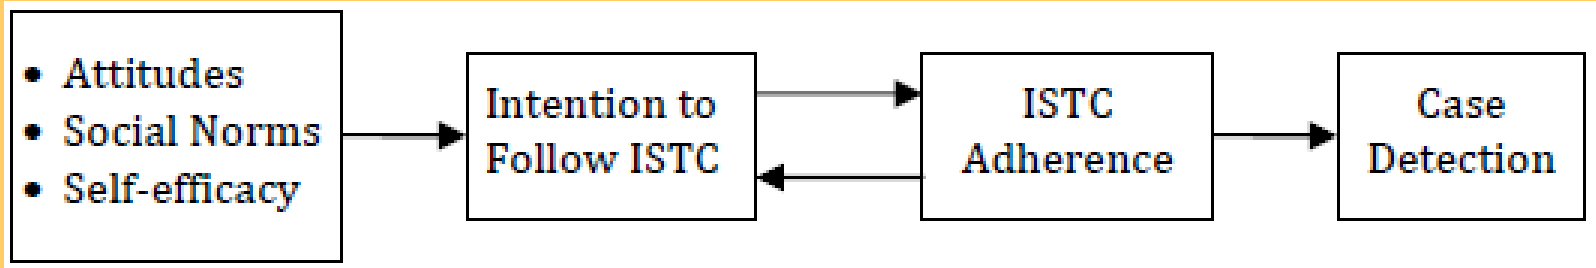 • Attitudes
• Social Norms
• Self-efficacy
Intention to
Follow ISTC
ISTC
Adherence
Case
Detection